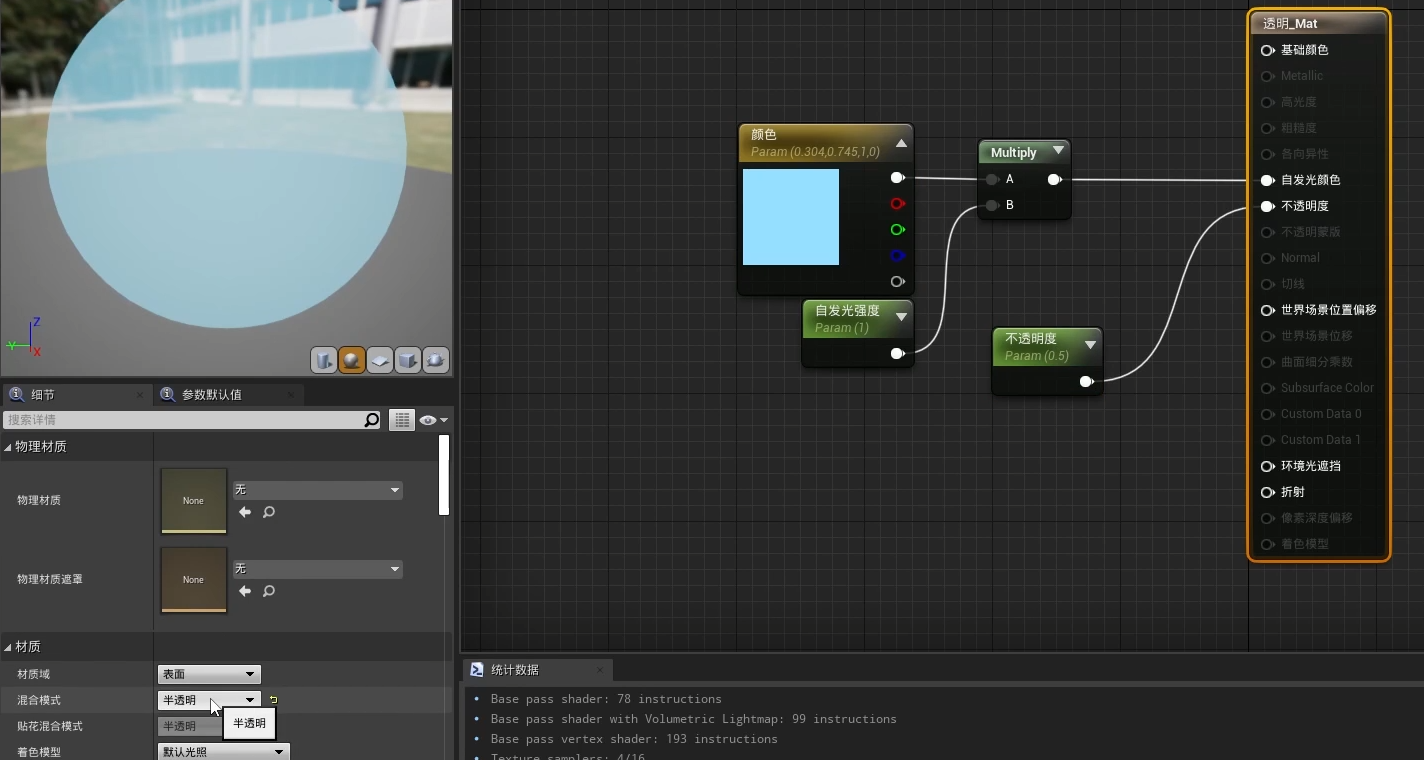 Z
Y
X
细节
参数默认值
搜索详情
物理材质
物理材质
None
无
物理材质遮罩
None
无
材质
材质域
表面
混合模式
半透明
半透明
贴花混合模式
半透明
着色模型
默认光照
颜色
Param (0.304,0.745,1,0)
自发光强度
Param (1)
Multiply
A
B
不透明度
Param (0.5)
透明_Mat
基础颜色
Metallic
高光度
粗糙度
各向异性
自发光颜色
不透明度
不透明蒙版
Normal
切线
世界场景位置偏移
世界场景位移
曲面细分乘数
Subsurface Color
Custom Data 0
Custom Data 1
环境光遮挡
折射
像素深度偏移
着色模型
统计数据
Base pass shader: 78 instructions
Base pass shader with Volumetric Lightmap: 99 instructions
Base pass vertex shader: 193 instructions
Texture samplers: 4/16